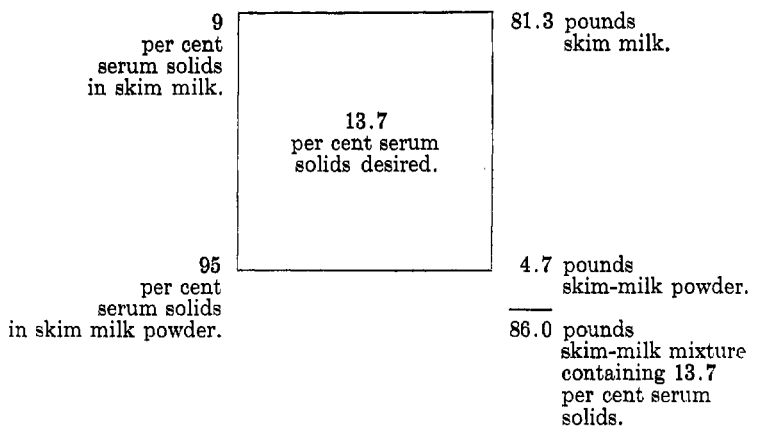 9
per cent
serum solids
in skim milk.
81.3 pounds
skim milk.
13.7
per cent serum
solids desired.
95
per cent
serum solids
in skim milk powder.
4.7 pounds
skim-milk powder.
86.0 pounds
skim-milk mixture
containing 13.7
per cent serum
solids.